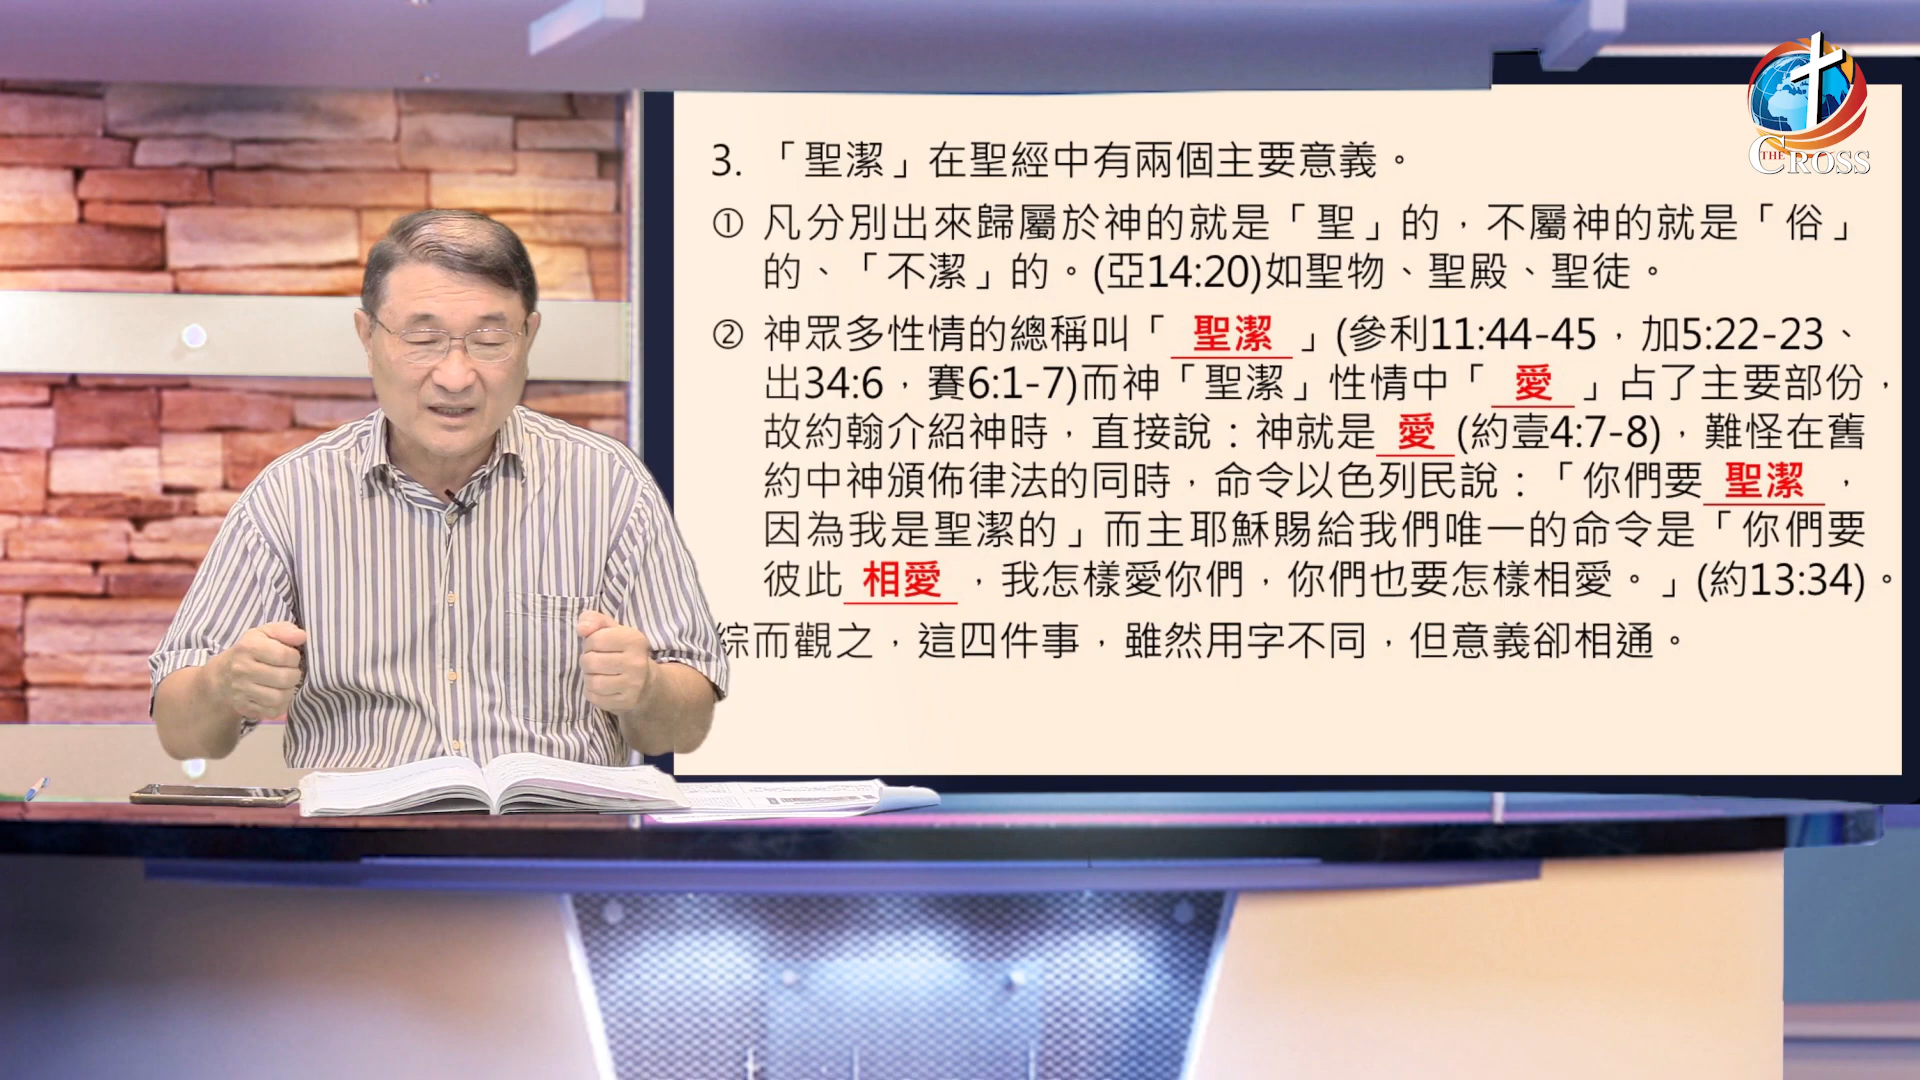 THE CROSS
3. 「聖潔」在聖經中有兩個主要意義。
① 凡分別出來歸屬於神的就是「聖」的，不屬神的就是「俗」
的、「不潔」的。(亞14:20)如聖物、聖殿、聖徒。
② 神眾多性情的總稱叫「聖潔」(參利11:44-45，加5:22-23、
出34:6，賽6:1-7)而神「聖潔」性情中「愛」占了主要部份，
故約翰介紹神時，直接說：神就是愛(約壹4:7-8)，難怪在舊
約中神頒佈律法的同時，命令以色列民說：「你們要聖潔，
因為我是聖潔的」而主耶穌賜給我們唯一的命令是「你們要
彼此相愛，我怎樣愛你們，你們也要怎樣相愛。」(約13:34)。
綜而觀之，這四件事，雖然用字不同，但意義卻相通。